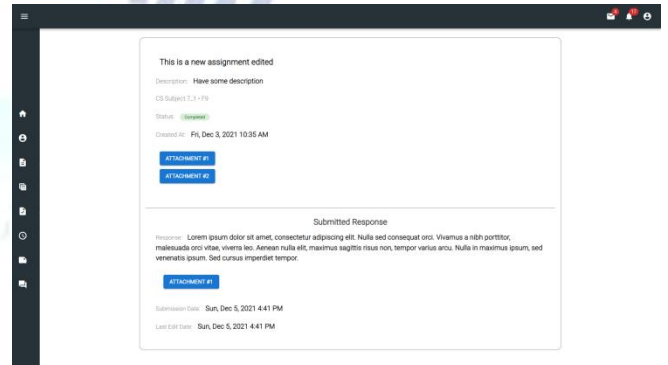 4
17
This is a new assignment edited
Description: Have some description
CS Subject 7_1 • FS
Status: Completed
Created At: Fri, Dec 3, 2021 10:35 AM
ATTACHMENT #1
ATTACHMENT #2
Submitted Response
Response: Lorem ipsum dolor sit amet, consectetur adipiscing elit. Nulla sed consequat orci. Vivamus a nibh porttitor,
malesuada orci vitae, viverra leo. Aenean nulla elit, maximus sagittis risus non, tempor varius arcu. Nulla in maximus ipsum, sed
venenatis ipsum. Sed cursus imperdiet tempor.
ATTACHMENT #1
Submission Date: Sun, Dec 5, 2021 4:41 PM
Last Edit Date: Sun, Dec 5, 2021 4:41 PM